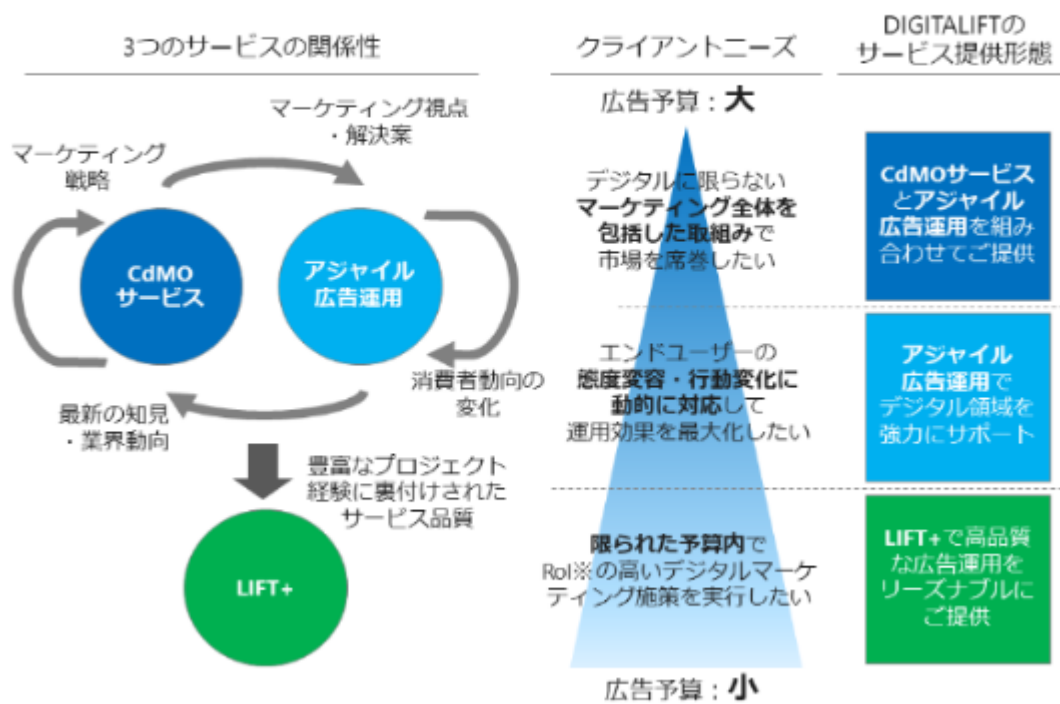 3つのサービスの関係性
マーケティング視点
・解決案
マーケティング
戦略
CdMO
サービス
アジャイル
広告運用
消費者動向の
変化
最新の知見
・業界動向
豊富なプロジェクト
経験に裏付けされた
サービス品質
LIFT+
クライアントニーズ
広告予算：大
デジタルに限らない
マーケティング全体を
包括した取組みで
市場を席巻したい
エンドユーザーの
態度変容・行動変化に
動的に対応して
運用効果を最大化したい
限られた予算内で
RoI※の高いデジタルマーケ
ティング施策を実行したい
広告予算：小
DIGITALIFTの
サービス提供形態
CdMOサービス
とアジャイル
広告運用を組み
合わせてご提供
アジャイル
広告運用で
デジタル領域を
強力にサポート
LIFT+で高品質
な広告運用を
リーズナブルに
ご提供